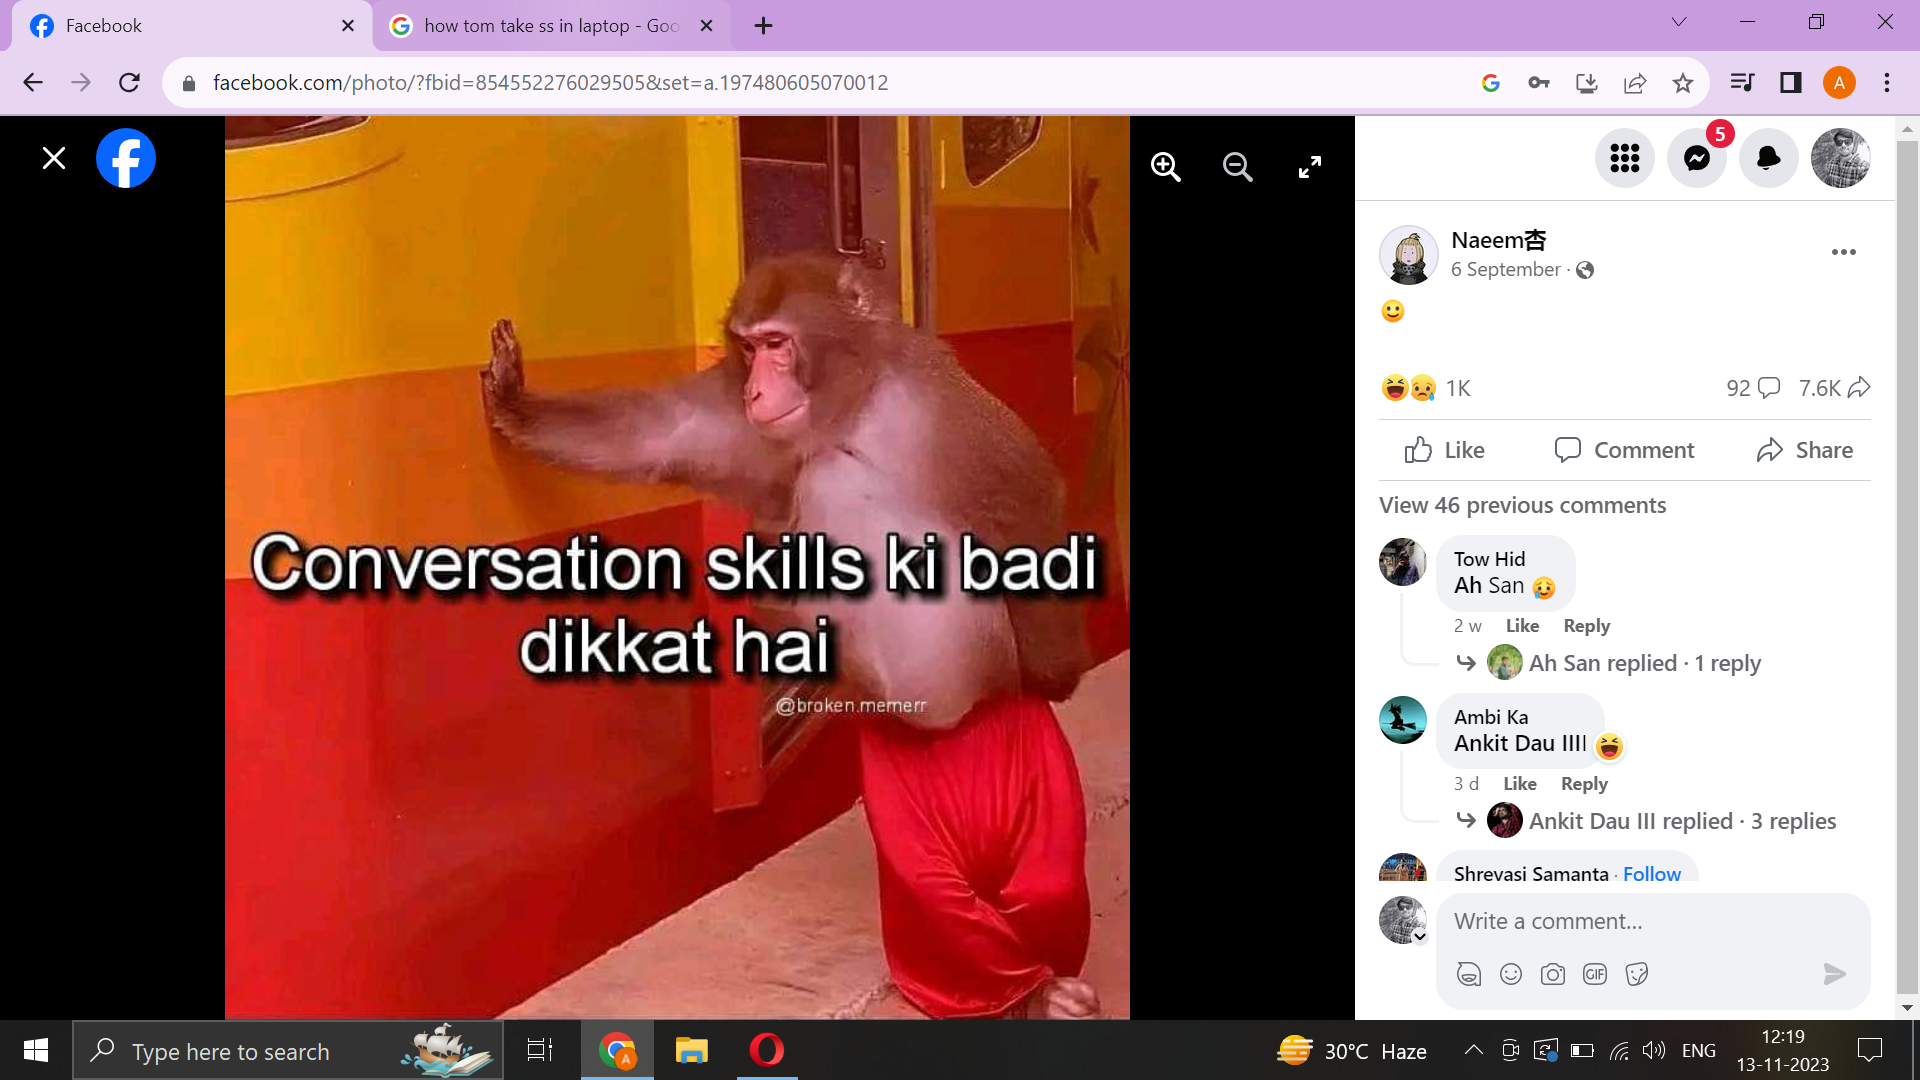 Facebook
how tom take ss in laptop - Goo
facebook.com/photo/?fbid=854552276029505&set=a.197480605070012
A
5
Naeem杏
6 September ·
🙂
1K
92
7.6K
Like
Comment
Share
View 46 previous comments
Tow Hid
Ah San 😥
2 w Like Reply
Ah San replied · 1 reply
Ambi Ka
Ankit Dau IIII
3 d Like Reply
Ankit Dau III replied · 3 replies
Shrevasi Samanta · Follow
Write a comment...
GIF
Conversation skills ki badi
dikkat hai
@broken.memerr
Type here to search
A
30°C Haze
ENG
12:19
13-11-2023